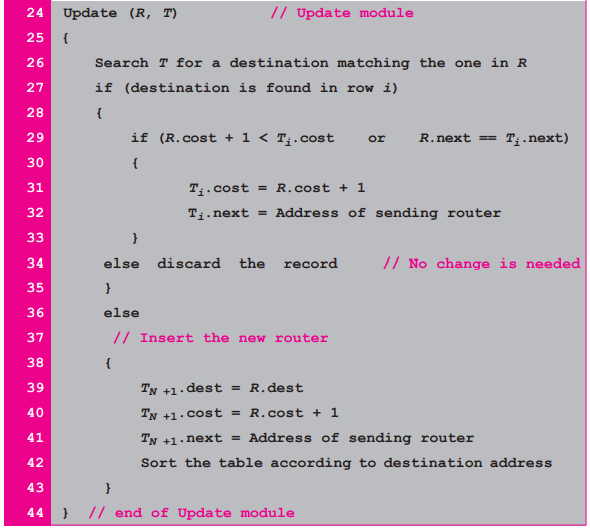 24 Update (R, T) // Update module
25 {
26 Search T for a destination matching the one in R
27 if (destination is found in row i)
28 {
29 if (R.cost + 1 < Ti.cost or R.next == Ti.next)
30 {
31 Ti.cost = R.cost + 1
32 Ti.next = Address of sending router
33 }
34 else discard the record // No change is needed
35 }
36 else
37 // Insert the new router
38 {
39 TN +1.dest = R.dest
40 TN +1.cost = R.cost + 1
41 TN +1.next = Address of sending router
42 Sort the table according to destination address
43 }
44 } // end of Update module